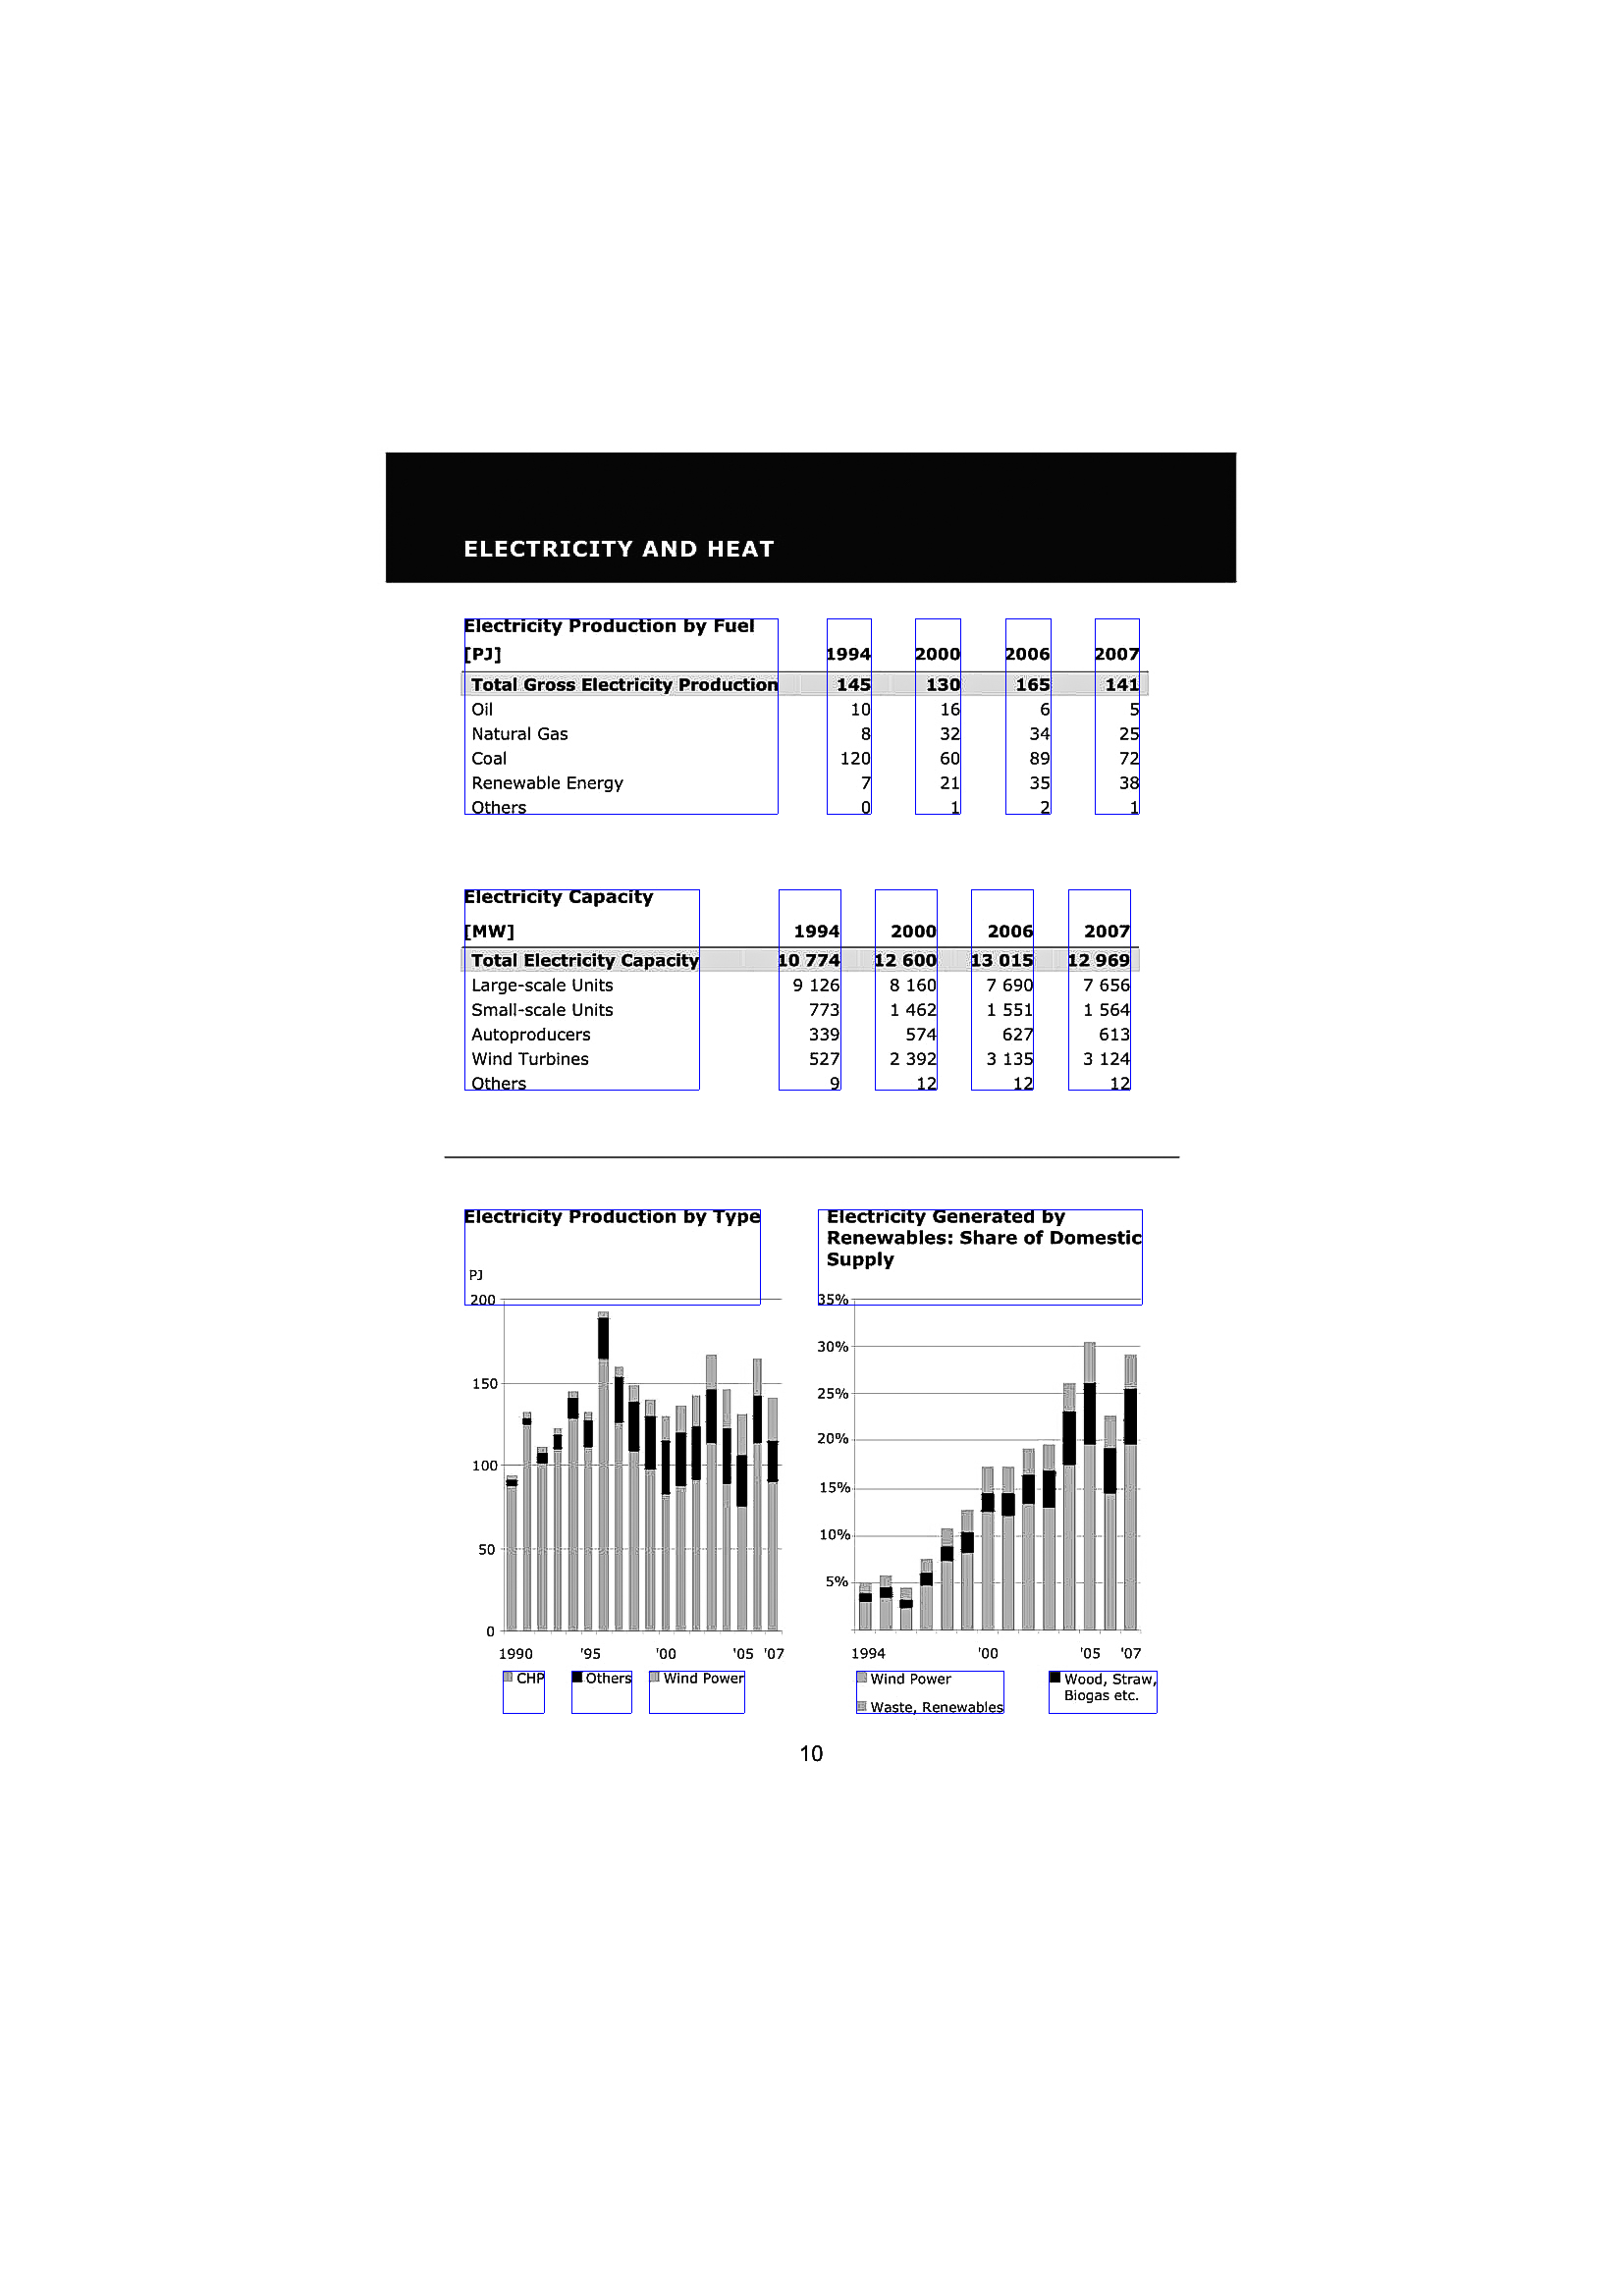 ELECTRICITY AND HEAT
Electricity Production by Fuel
[PJ] 1994 2000 2006 2007
Total Gross Electricity Production 145 130 165 141
Oil 10 16 6 5
Natural Gas 8 32 34 25
Coal 120 60 89 72
Renewable Energy 7 21 35 38
Others 0 1 2 1
Electricity Capacity
[MW] 1994 2000 2006 2007
Total Electricity Capacity 10 774 12 600 13 015 12 969
Large-scale Units 9 126 8 160 7 690 7 656
Small-scale Units 773 1 462 1 551 1 564
Autoproducers 339 574 627 613
Wind Turbines 527 2 392 3 135 3 124
Others 9 12 12 12
Electricity Production by Type
PJ
200
150
100
50
0
1990 '95 '00 '05 '07
CHP Others Wind Power
Electricity Generated by
Renewables: Share of Domestic
Supply
35%
30%
25%
20%
15%
10%
5%
1994 '00 '05 '07
Wind Power Wood, Straw,
Biogas etc.
Waste, Renewables
10